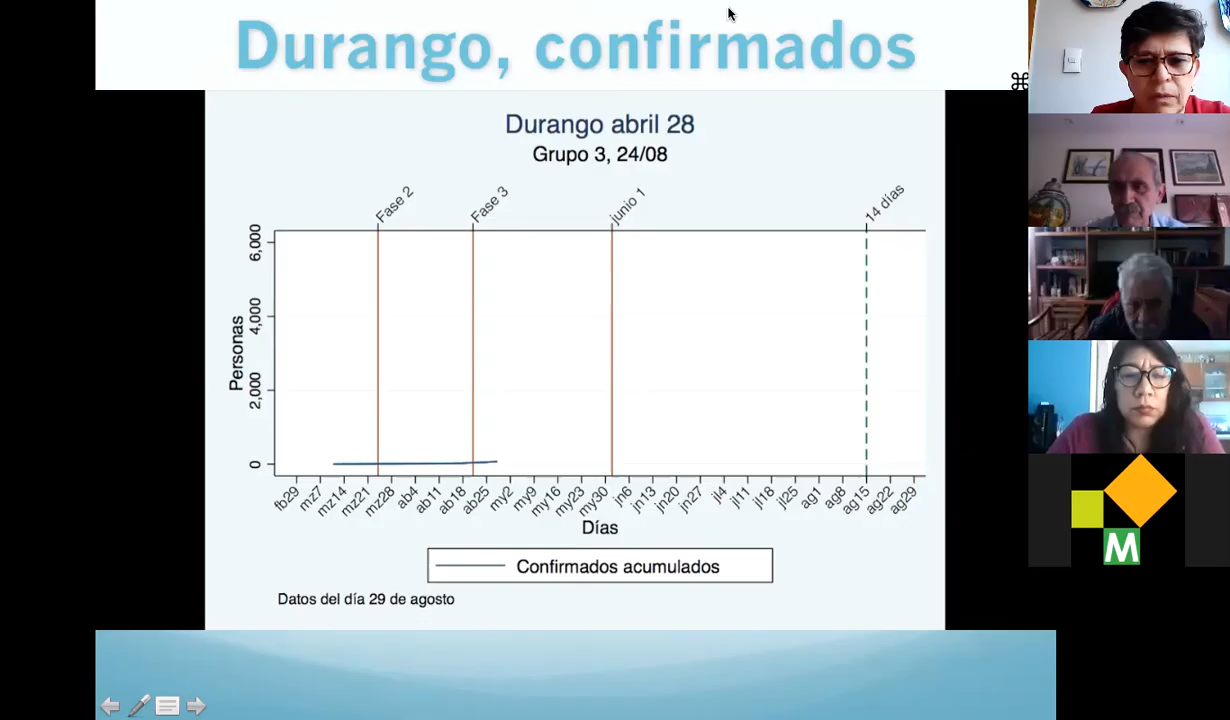 Durango, confirmados
⌘
Durango abril 28
Grupo 3, 24/08
Fase 2
Fase 3
junio 1
14 días
Personas
6,000
4,000
2,000
0
fb29 mz7 mz14 mz21 mz28 ab4 ab11 ab18 ab25 my2 my9 my16 my23 my30 jn6 jn13 jn20 jn27 jl4 jl11 jl18 jl25 ag1 ag8 ag15 ag22 ag29
Días
Confirmados acumulados
Datos del día 29 de agosto
M